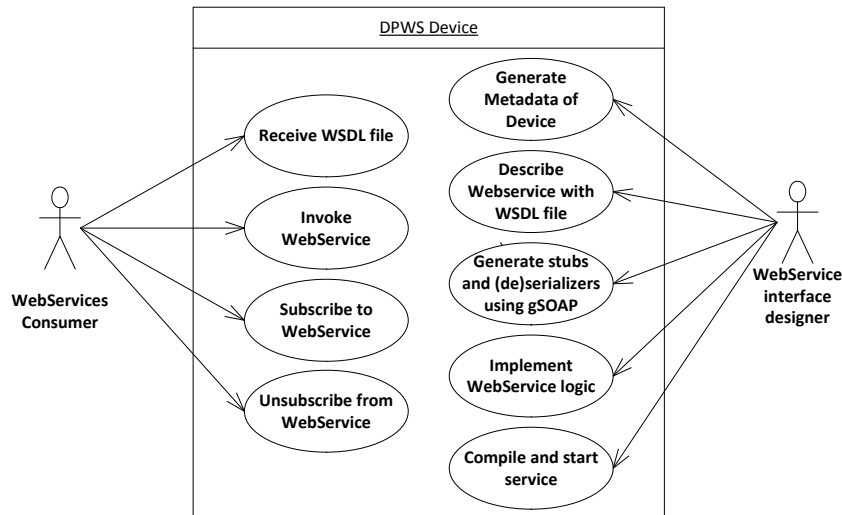 DPWS Device
Receive WSDL file
Invoke
WebService
Subscribe to
WebService
Unsubscribe from
WebService
Generate
Metadata of
Device
Describe
Webservice with
WSDL file
Generate stubs
and (de)serializers
using gSOAP
Implement
WebService logic
Compile and start
service
WebServices
Consumer
WebService
interface
designer